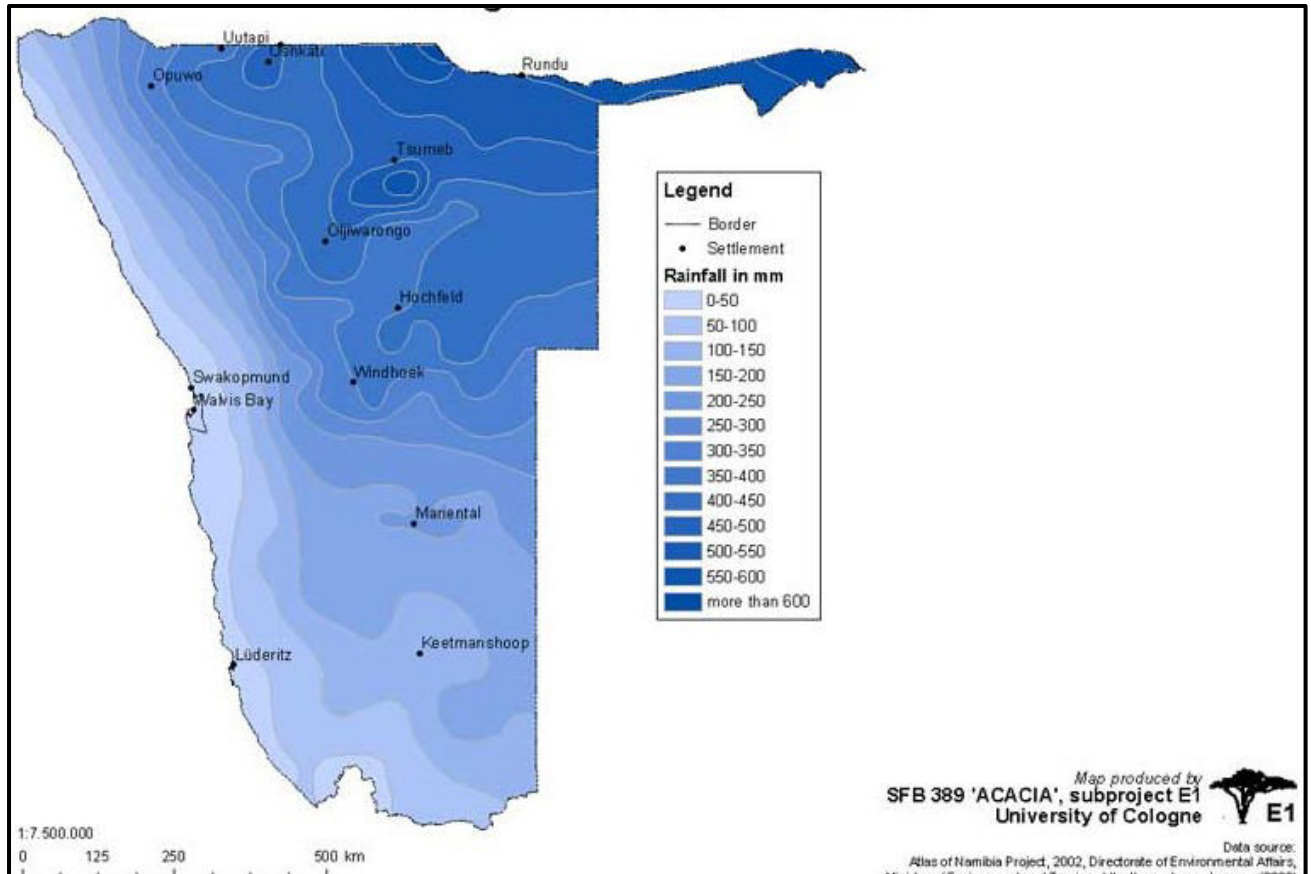 Uutapi
Oshkati
Opuwo
Rundu
Tsumeb
Otjiwarongo
Hochfeld
Windhoek
Swakopmund
Walvis Bay
Mariental
Keetmanshoop
Lüderitz
Legend
Border
Settlement
Rainfall in mm
0-50
50-100
100-150
150-200
200-250
250-300
300-350
350-400
400-450
450-500
500-550
550-600
more than 600
Map produced by
SFB 389 'ACACIA', subproject E1
University of Cologne
E1
1:7.500.000
0 125 250 500 km
Data source:
Atlas of Namibia Project, 2002, Directorate of Environmental Affairs,